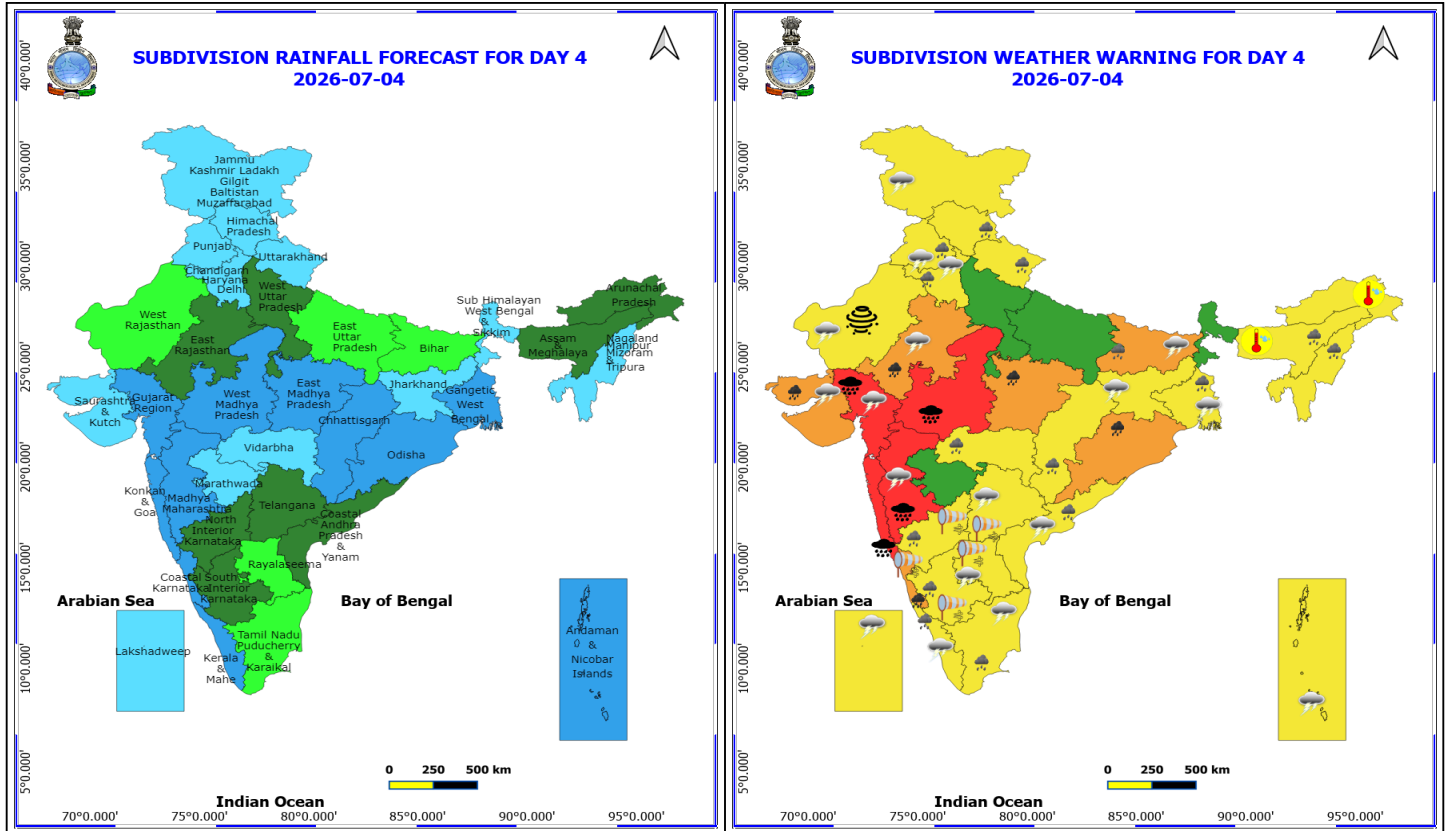 SUBDIVISION RAINFALL FORECAST FOR DAY 4
2026-07-04
40°0.000'
35°0.000'
30°0.000'
25°0.000'
20°0.000'
15°0.000'
10°0.000'
5°0.000'
Jammu
Kashmir Ladakh
Gilgit
Baltistan
Muzaffarabad
Himachal
Pradesh
Punjab
Uttarakhand
Chandigarh
Haryana
Delhi
West
Uttar
Pradesh
West
Rajasthan
East
Rajasthan
East
Uttar
Pradesh
Bihar
Sub Himalayan
West Bengal
&
Sikkim
Arunachal
Pradesh
Assam
&
Meghalaya
Nagaland
Manipur
Mizoram
&
Tripura
Saurashtra
&
Kutch
Gujarat
Region
West
Madhya
Pradesh
East
Madhya
Pradesh
Jharkhand
Gangetic
West
Bengal
Chhattisgarh
Odisha
Vidarbha
Marathwada
Konkan
&
Goa
Madhya
Maharashtra
Telangana
North
Interior
Karnataka
Coastal
Andhra
Pradesh
&
Yanam
Rayalaseema
Coastal
Karnataka
South
Interior
Karnataka
Tamil Nadu
Puducherry
&
Karaikal
Kerala
&
Mahe
Arabian Sea
Lakshadweep
Bay of Bengal
Andaman
&
Nicobar
Islands
0 250 500 km
Indian Ocean
70°0.000' 75°0.000' 80°0.000' 85°0.000' 90°0.000' 95°0.000'
SUBDIVISION WEATHER WARNING FOR DAY 4
2026-07-04
40°0.000'
35°0.000'
30°0.000'
25°0.000'
20°0.000'
15°0.000'
10°0.000'
5°0.000'
Arabian Sea
Bay of Bengal
0 250 500 km
Indian Ocean
70°0.000' 75°0.000' 80°0.000' 85°0.000' 90°0.000' 95°0.000'